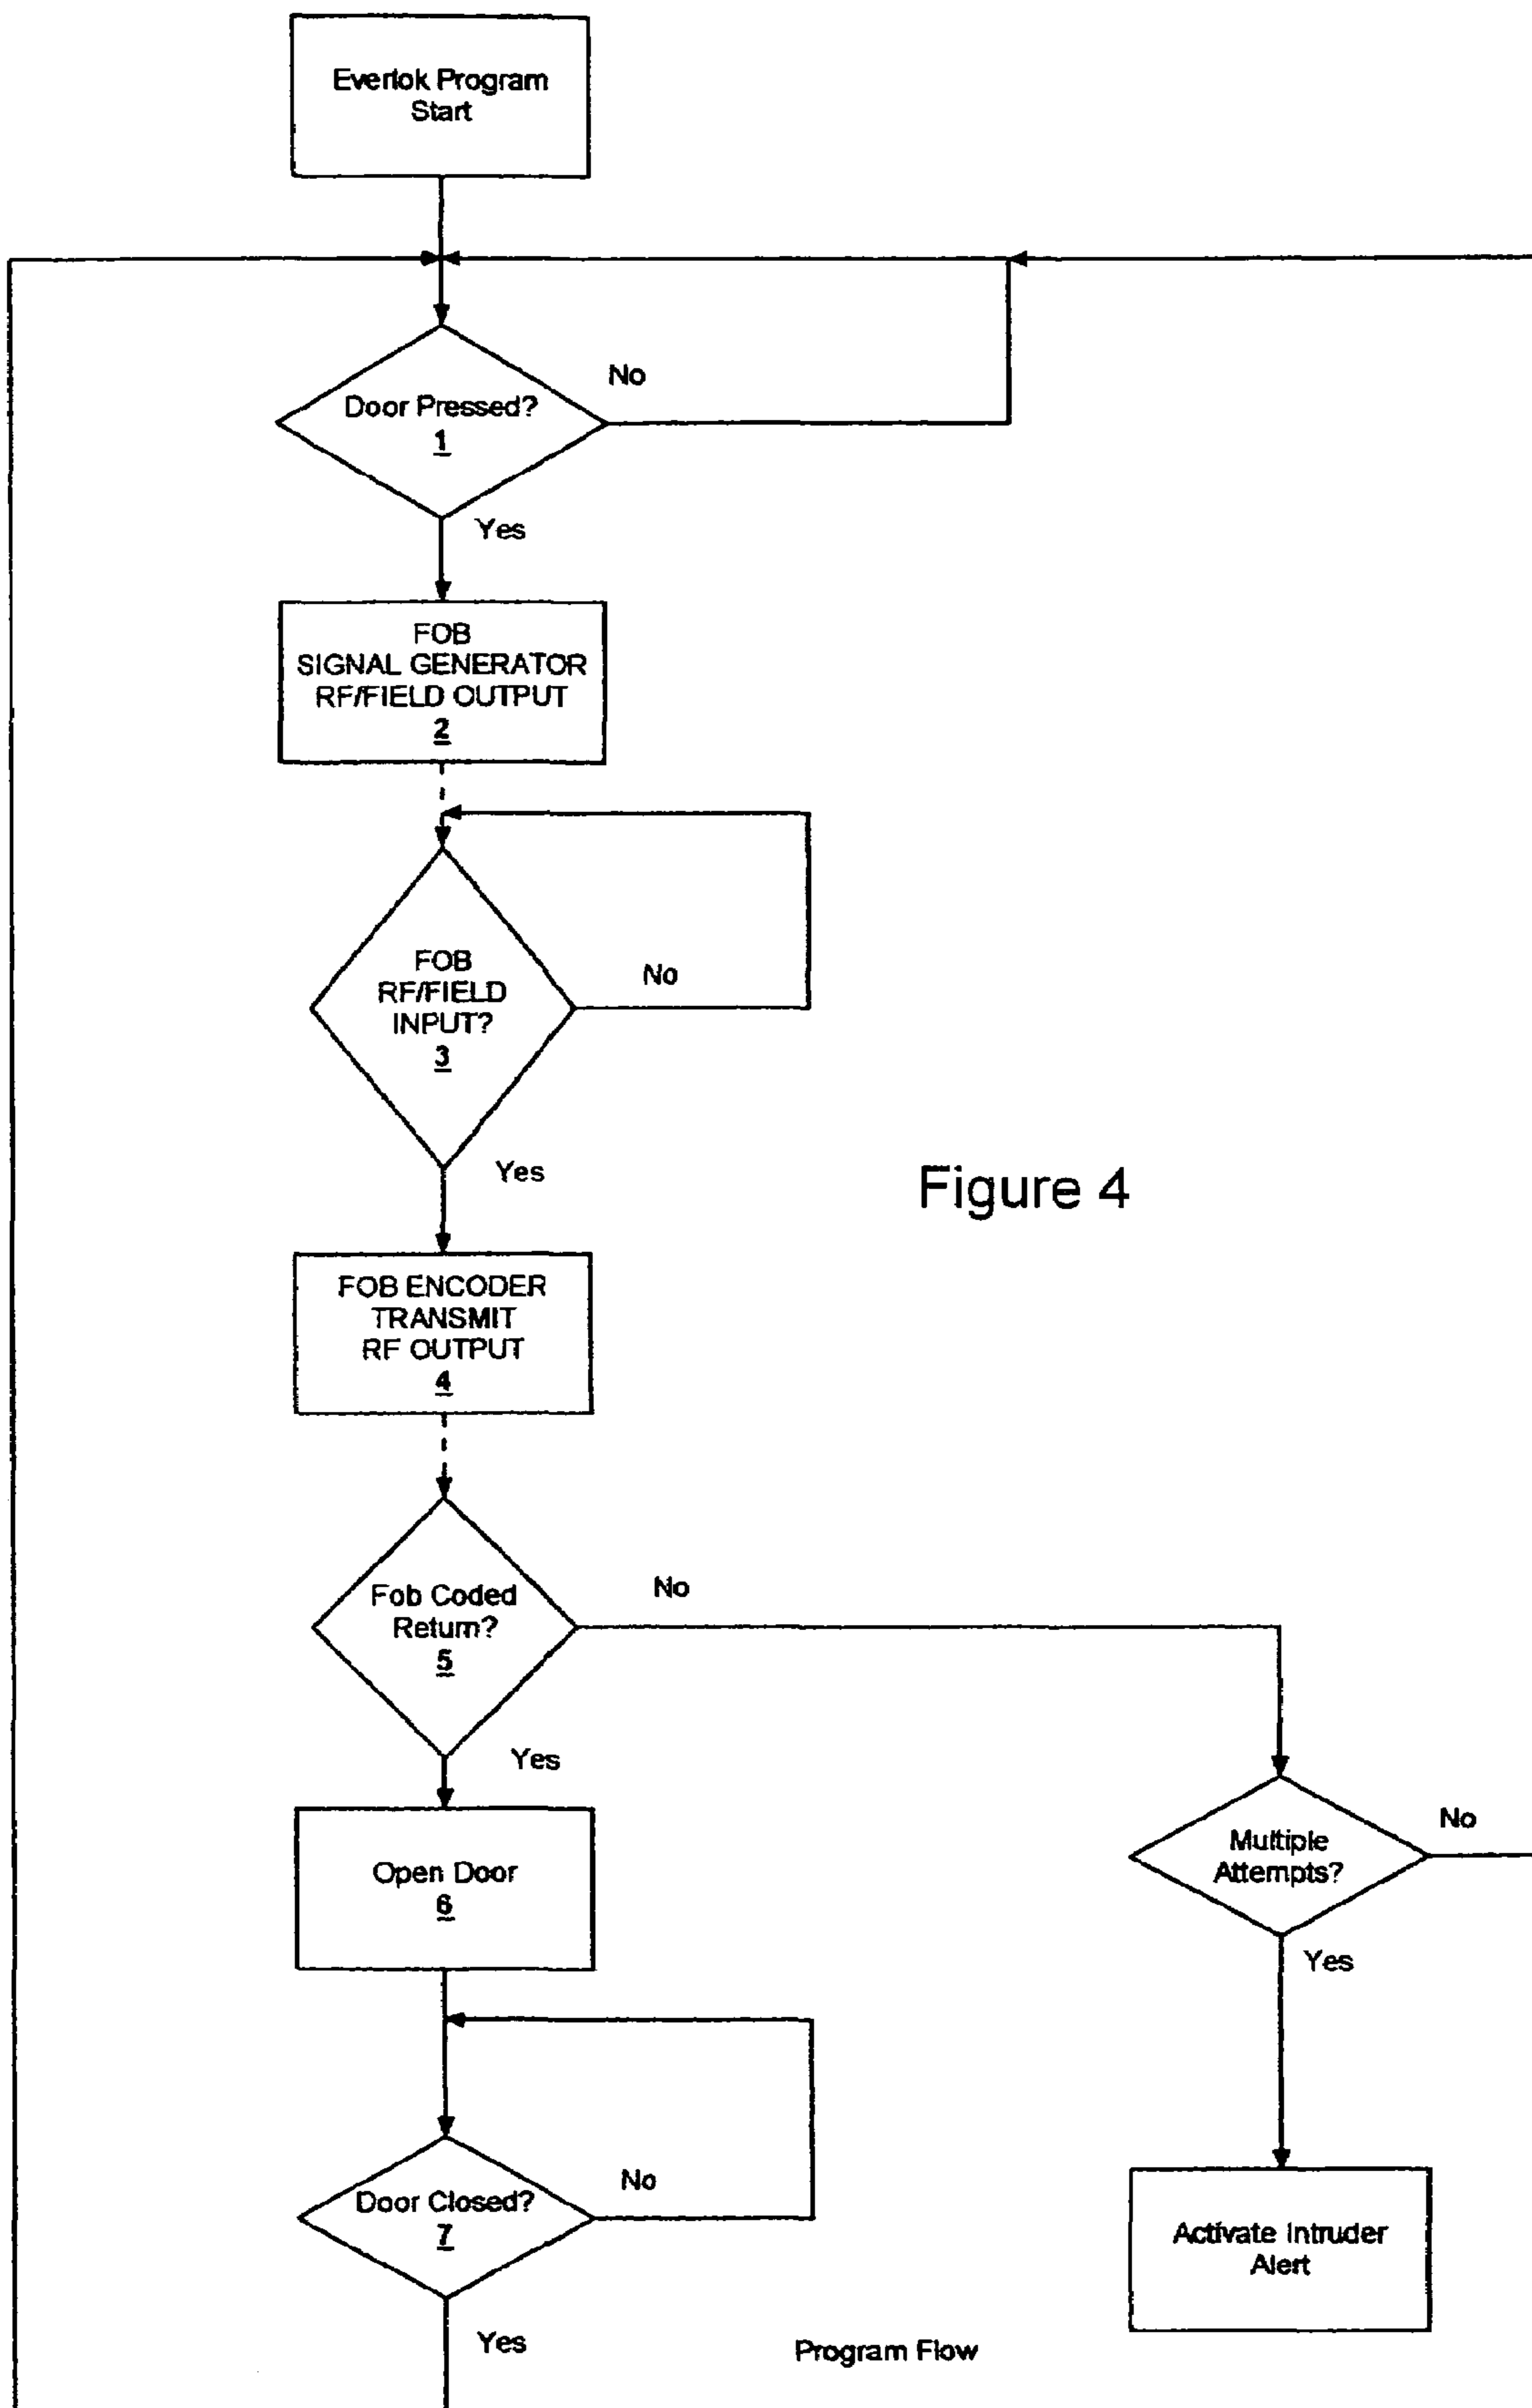 Everlok Program
Start
Door Pressed?
1
No
Yes
FOB
SIGNAL GENERATOR
RF/FIELD OUTPUT
2
FOB
RF/FIELD
INPUT?
3
No
Yes
Figure 4
FOB ENCODER
TRANSMIT
RF OUTPUT
4
Fob Coded
Return?
5
No
Yes
Open Door
6
Multiple
Attempts?
No
Yes
Door Closed?
7
No
Yes
Activate Intruder
Alert
Program Flow